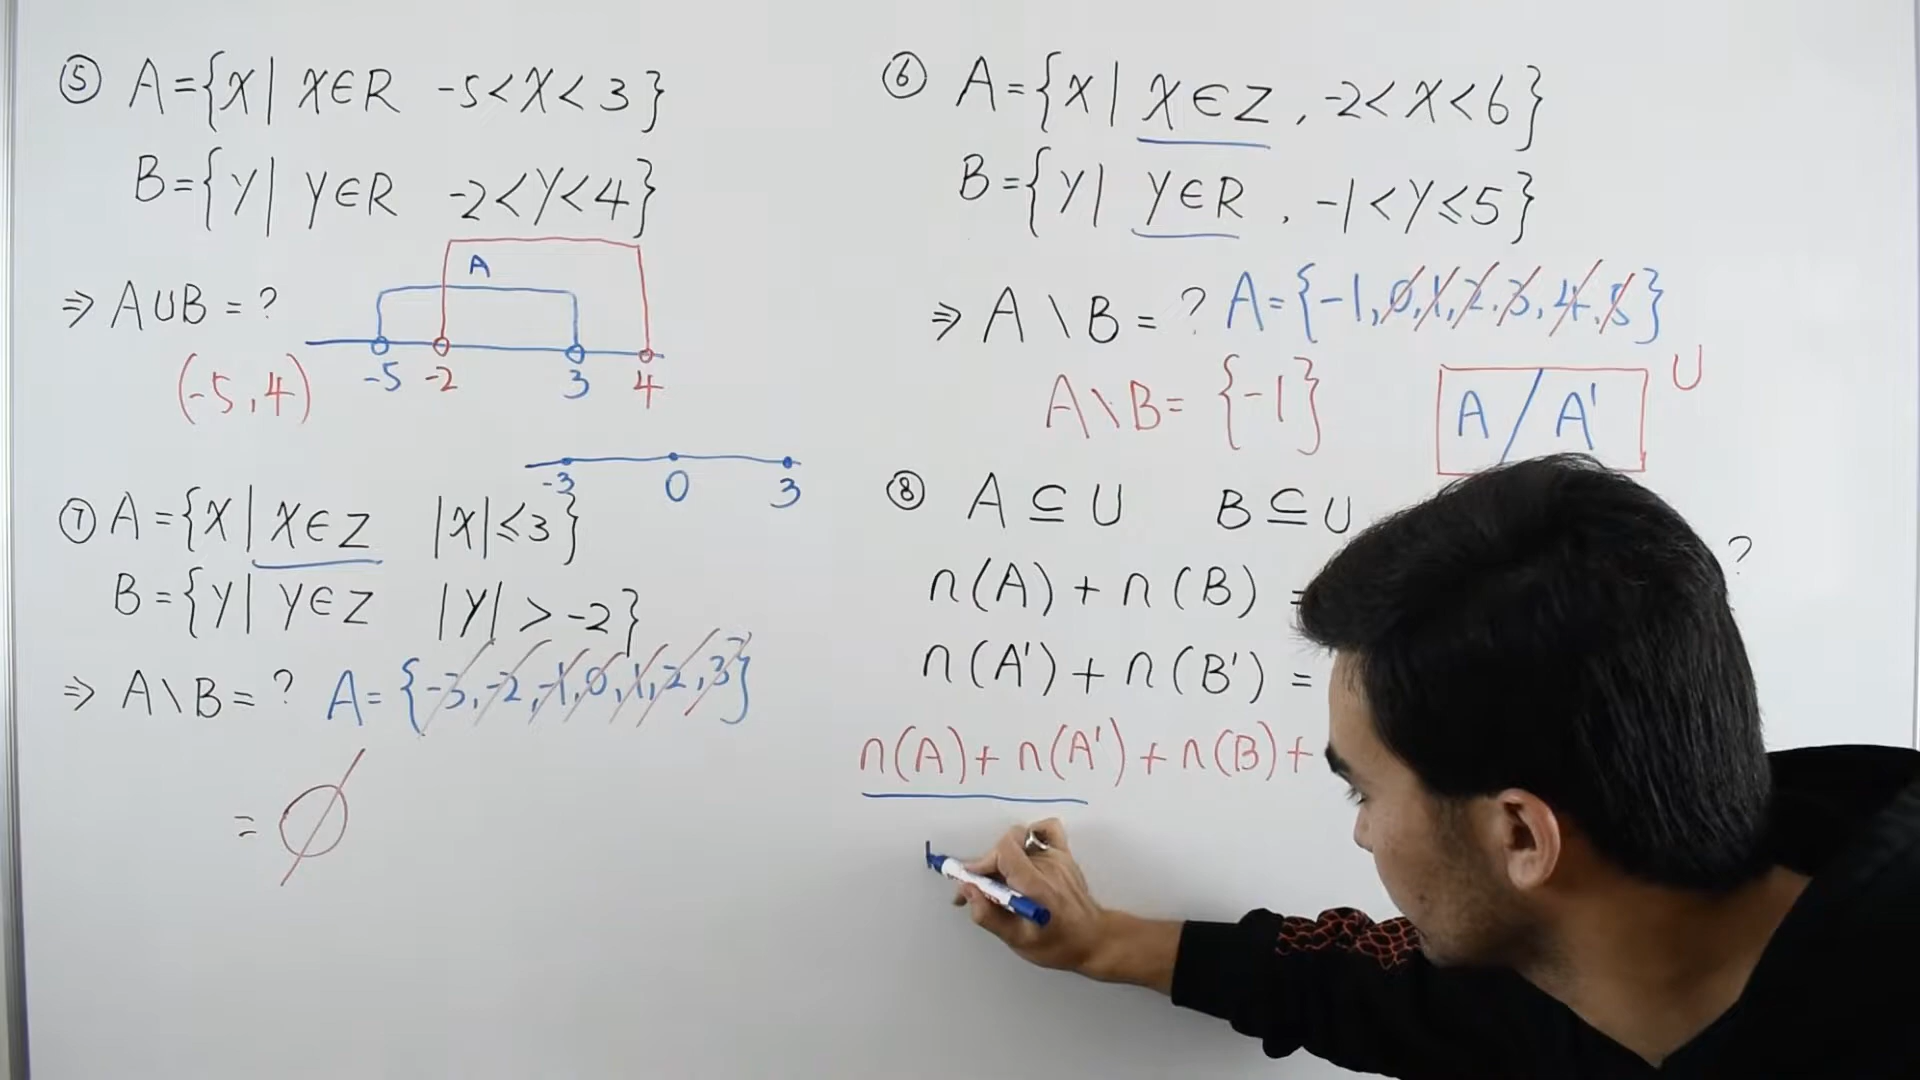 ⑤ A={x| x∈R -5<x<3}
B={y| y∈R -2<y<4}
A
⇒ A∪B = ?
-5 -2 3 4
(-5,4)
⑥ A={x| x∈Z, -2<x<6}
B={y| y∈R, -1<y≤5}
⇒ A\B = ? A={-1,0,1,2,3,4,5}
A\B= {-1}
A / A' U
-3 0 3
⑦ A={x| x∈Z |x|≤3}
B={y| y∈Z |y|>-2}
⇒ A\B = ? A={-3,-2,-1,0,1,2,3}
= ∅
⑧ A⊆U B⊆U
?
n(A)+n(B) =
n(A')+n(B') =
n(A)+n(A')+n(B)+